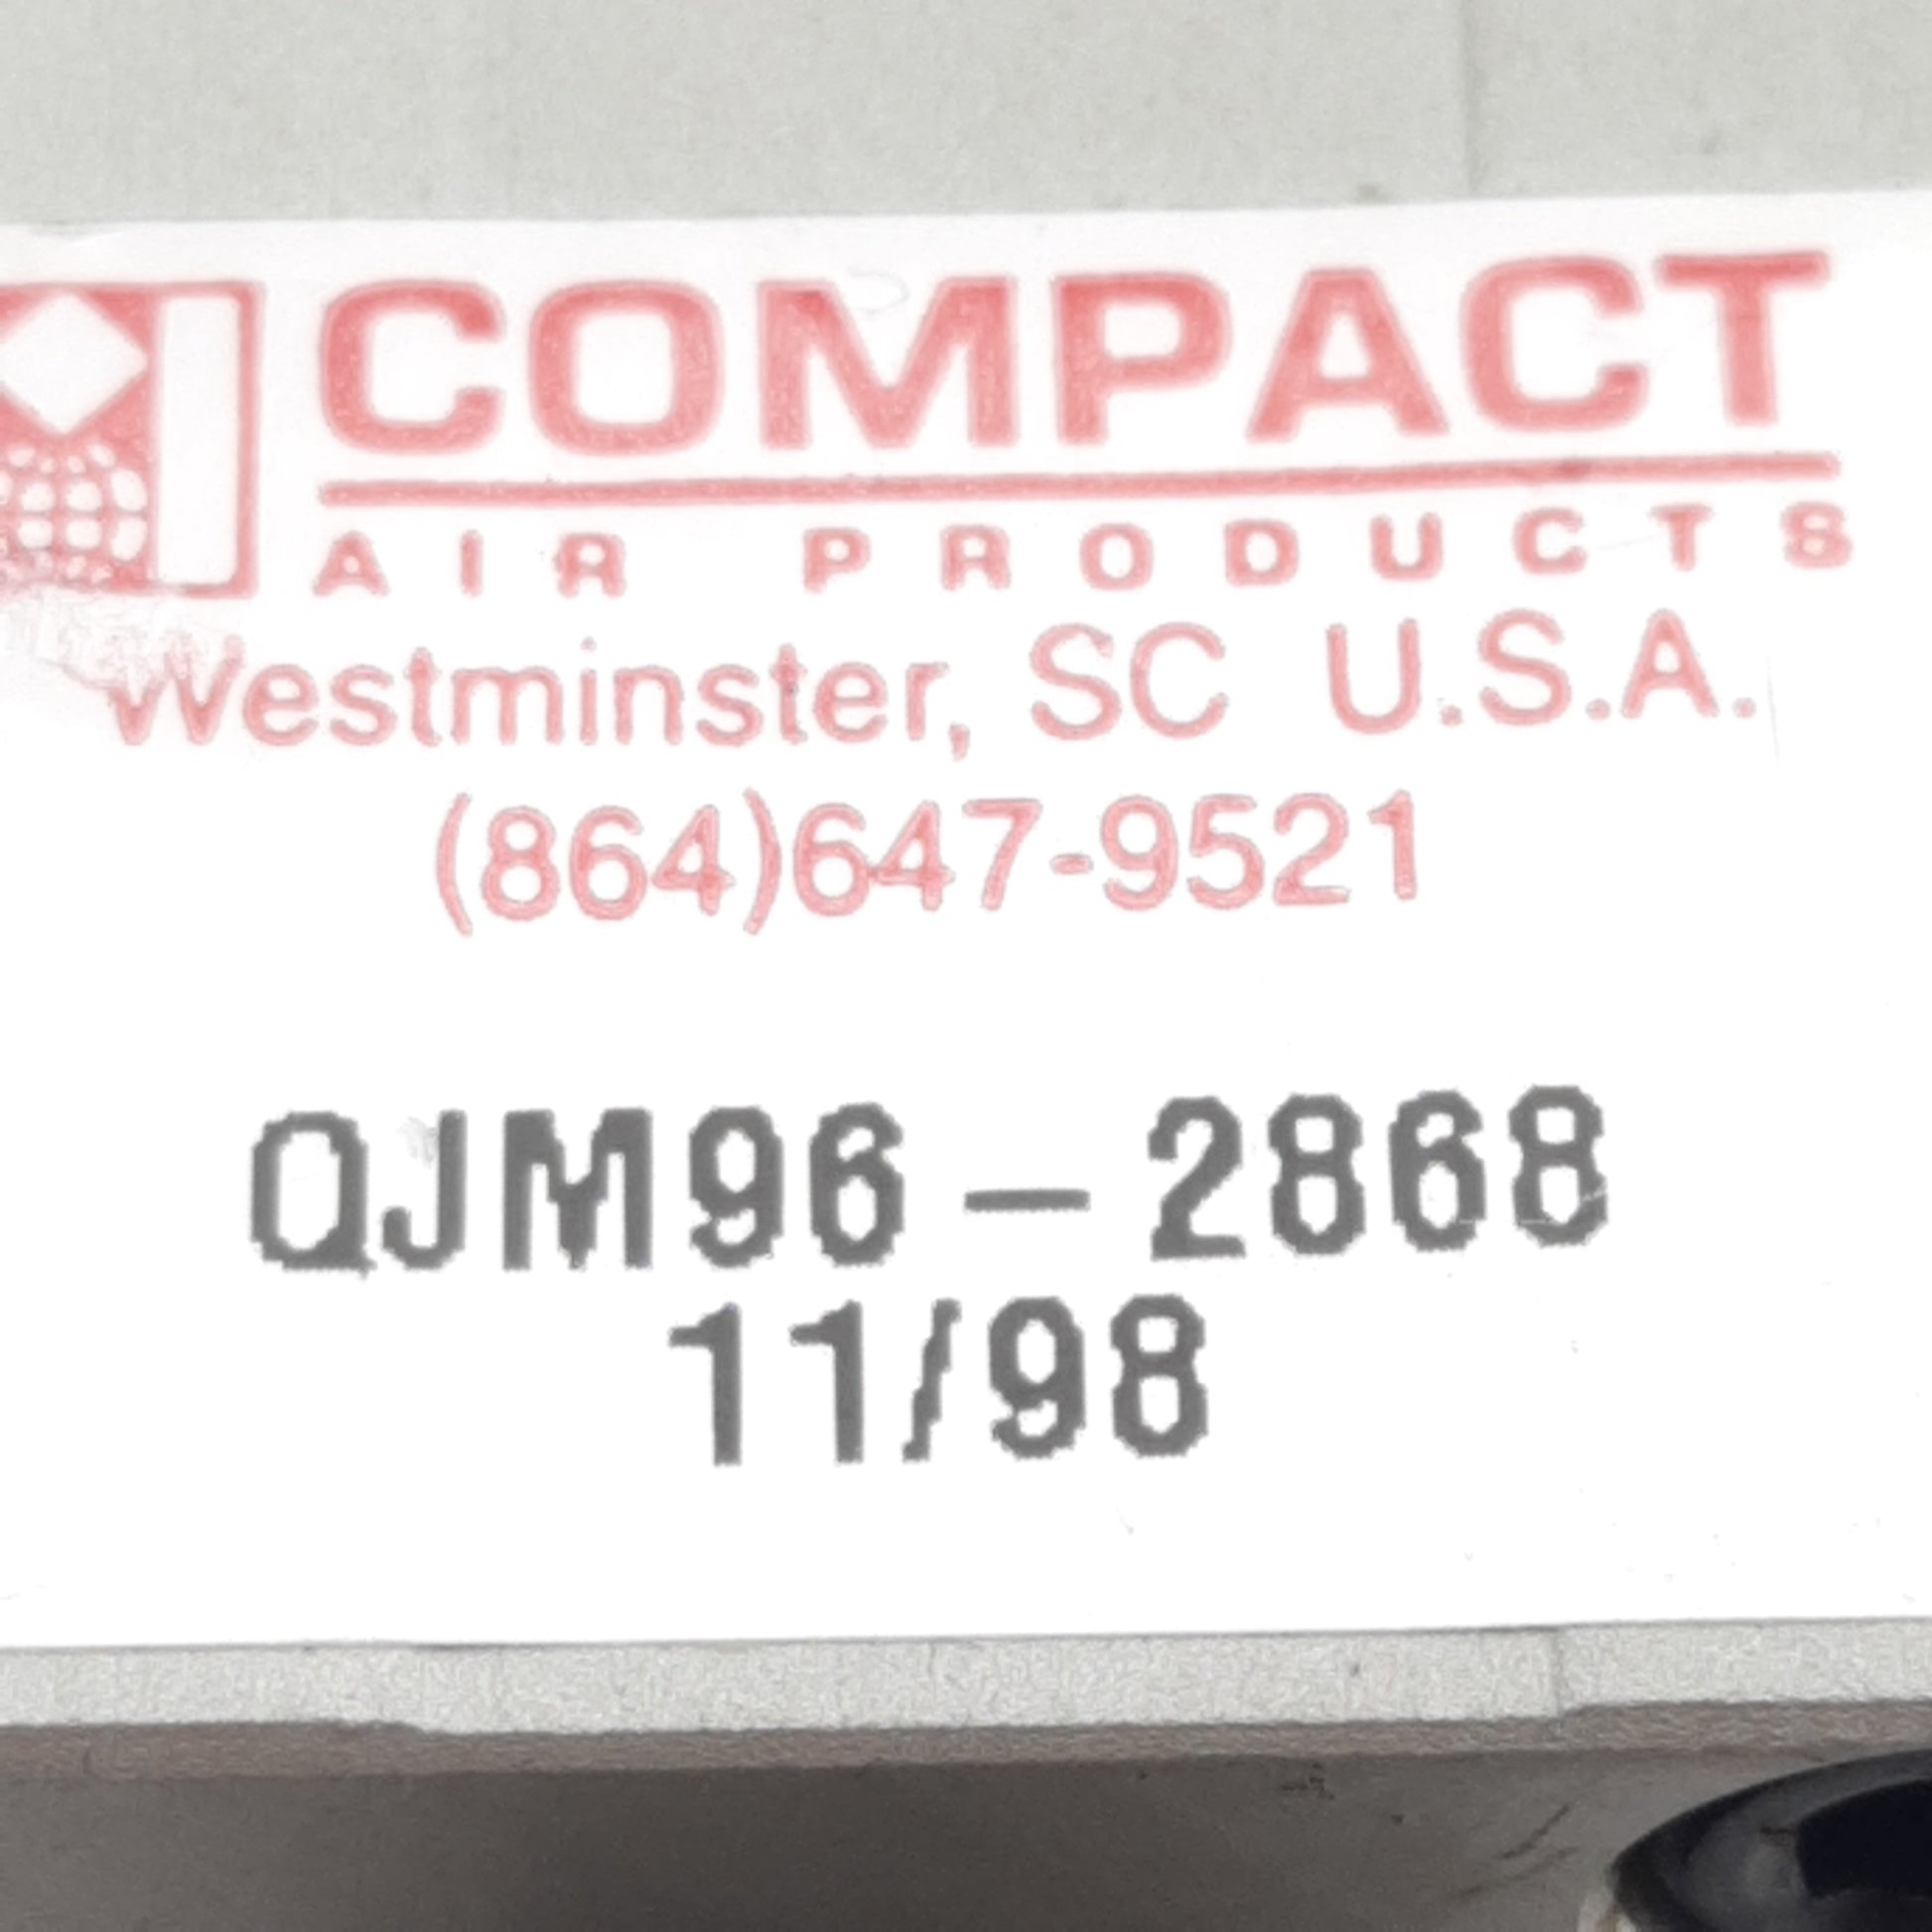 COMPACT
AIR PRODUCTS
Westminster, SC U.S.A.
(864)647-9521
QJM96-2868
11/98